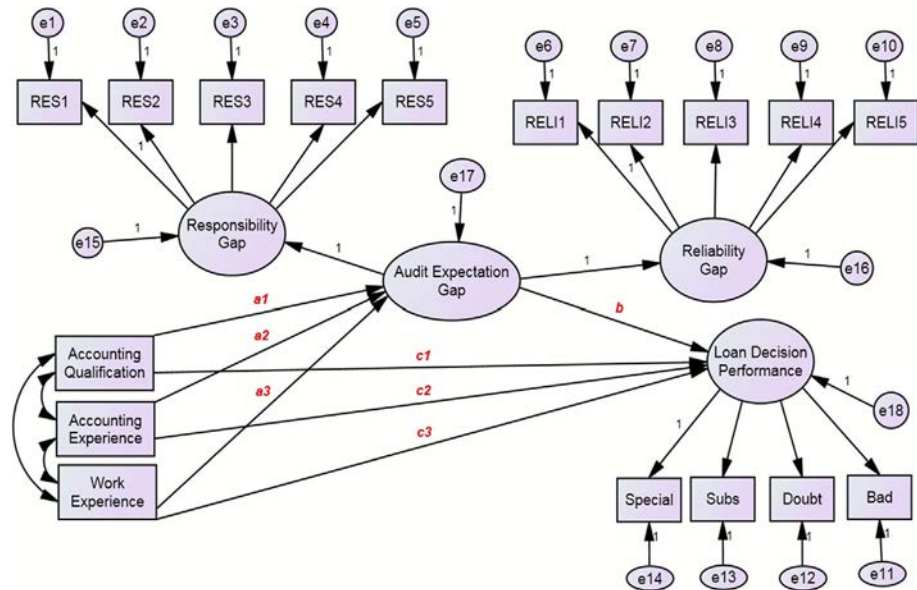 e1 e2 e3 e4 e5
1 1 1 1 1
RES1 RES2 RES3 RES4 RES5
e6 e7 e8 e9 e10
1 1 1 1 1
RELI1 RELI2 RELI3 RELI4 RELI5
1
1
e17
1
Responsibility
Gap
e15
1
1
Audit Expectation
Gap
1
Reliability
Gap
1
e16
a1
a2
a3
b
c1
c2
c3
Accounting
Qualification
Accounting
Experience
Work
Experience
Loan Decision
Performance
1
e18
1
Special Subs Doubt Bad
1 1 1 1
e14 e13 e12 e11